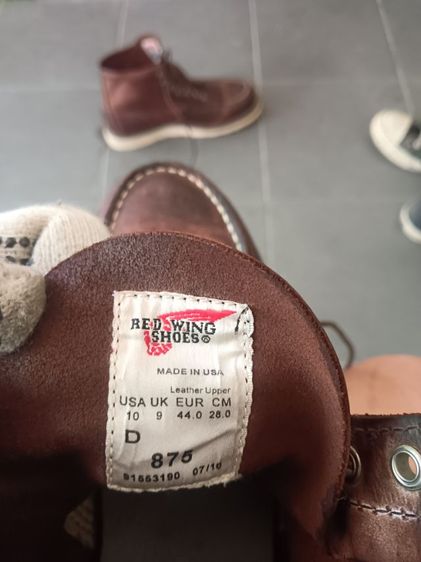 RED WING
SHOES®
MADE IN USA
Leather Upper
USA UK EUR CM
10 9 44.0 28.0
D
875
91553190 07/10